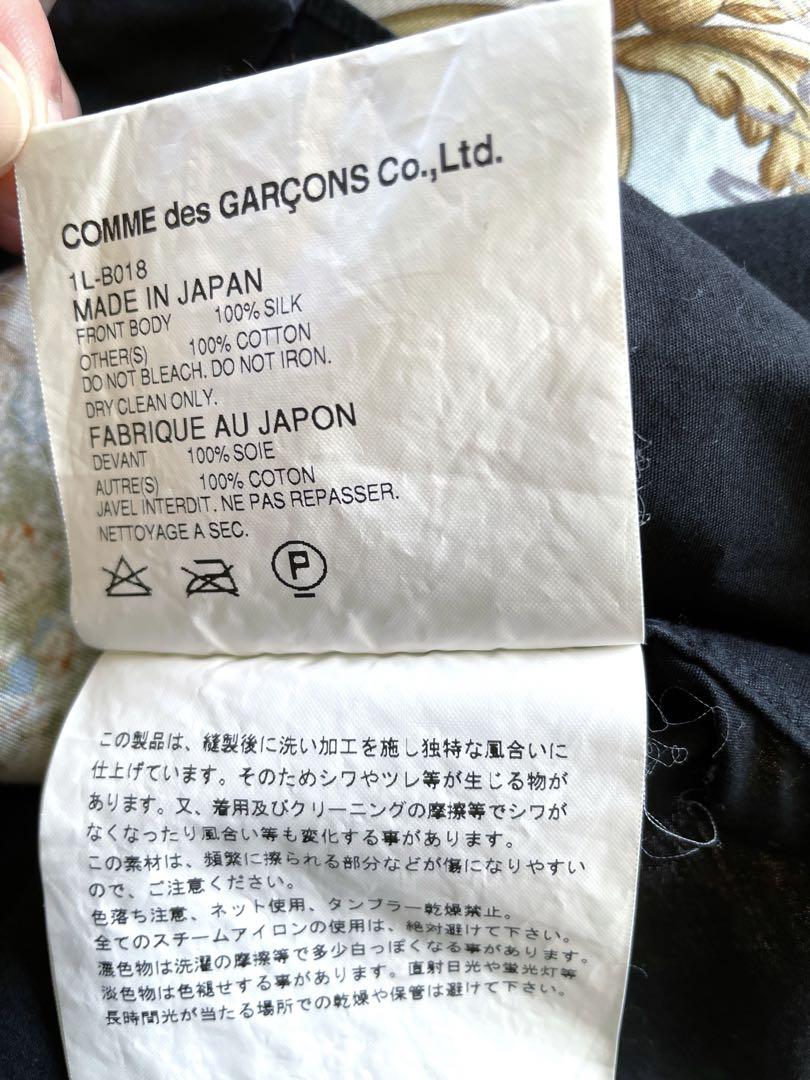 COMME des GARÇONS Co.,Ltd.
1L-B018
MADE IN JAPAN
FRONT BODY 100% SILK
OTHER(S) 100% COTTON
DO NOT BLEACH. DO NOT IRON.
DRY CLEAN ONLY.
FABRIQUE AU JAPON
DEVANT 100% SOIE
AUTRE(S) 100% COTON
JAVEL INTERDIT. NE PAS REPASSER.
NETTOYAGE A SEC.
P
この製品は、縫製後に洗い加工を施し独特な風合いに
仕上げています。そのためシワやツレ等が生じる物が
あります。又、着用及びクリーニングの摩擦等でシワが
なくなったり風合い等も変化する事があります。
この素材は、頻繁に擦られる部分などが傷になりやすい
ので、ご注意ください。
色落ち注意、ネット使用、タンブラー乾燥禁止。
全てのスチームアイロンの使用は、絶対避けて下さい。
濃色物は洗濯の摩擦等で多少白っぽくなる事があります。
淡色物は色褪せする事があります。直射日光や蛍光灯等
長時間光が当たる場所での乾燥や保管は避けて下さい。